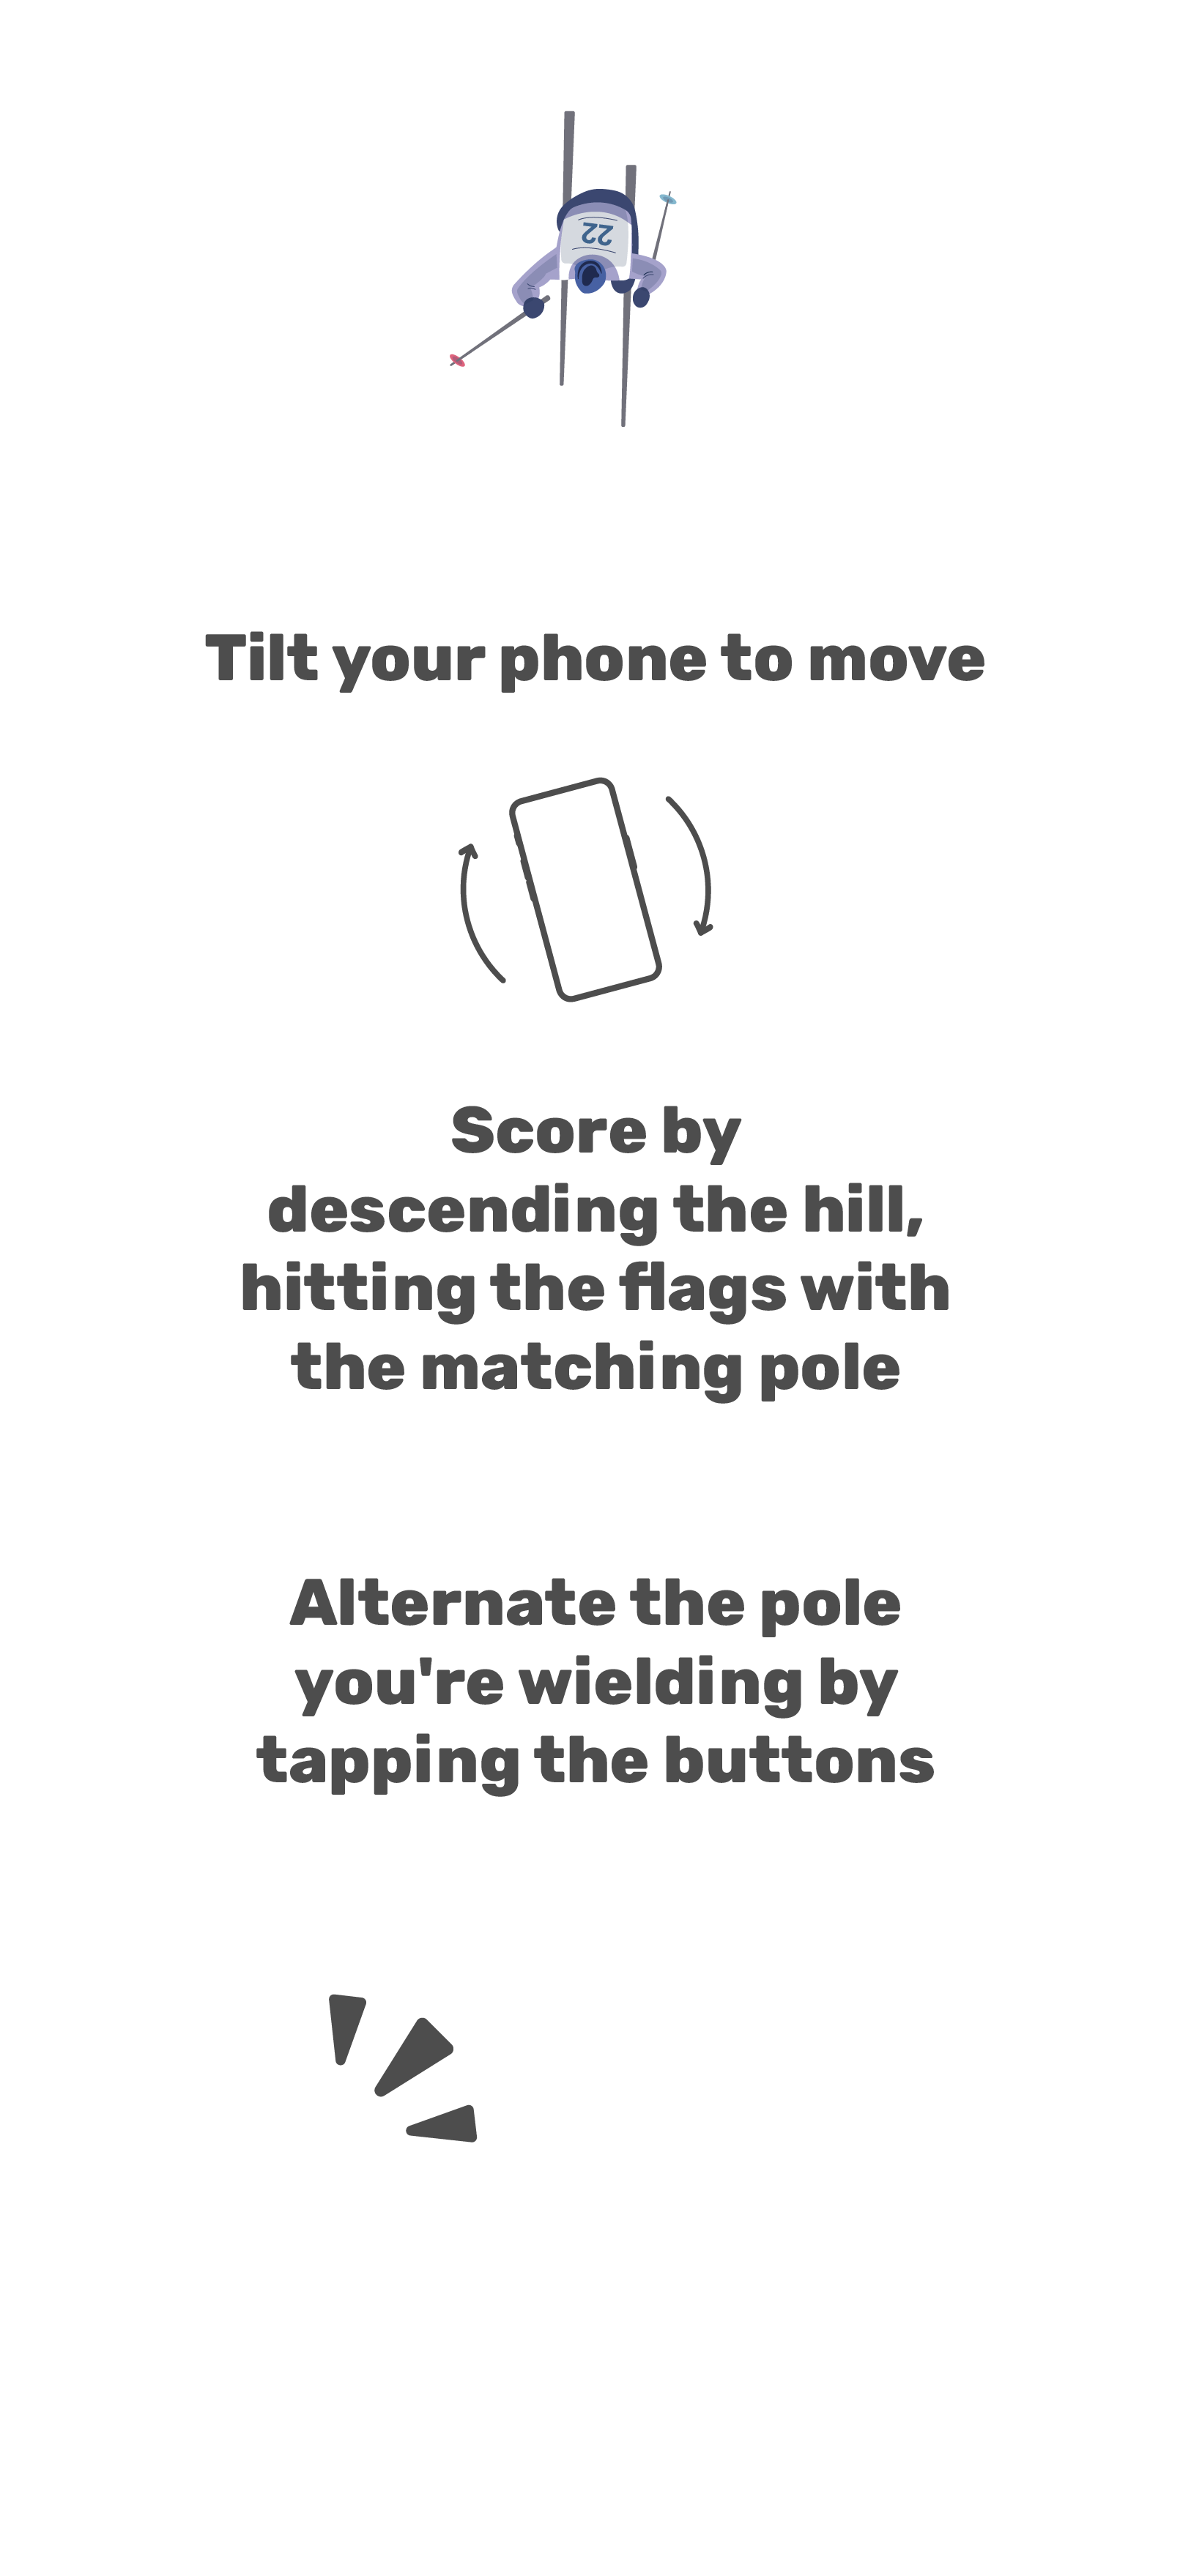 22
Tilt your phone to move
Score by
descending the hill,
hitting the flags with
the matching pole
Alternate the pole
you're wielding by
tapping the buttons